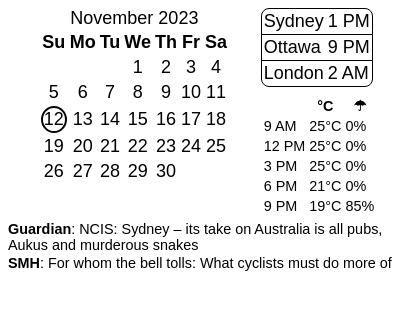 November 2023
Su Mo Tu We Th Fr Sa
1 2 3 4
5 6 7 8 9 10 11
12 13 14 15 16 17 18
19 20 21 22 23 24 25
26 27 28 29 30
Sydney 1 PM
Ottawa 9 PM
London 2 AM
°C ☂
9 AM 25°C 0%
12 PM 25°C 0%
3 PM 25°C 0%
6 PM 21°C 0%
9 PM 19°C 85%
Guardian: NCIS: Sydney – its take on Australia is all pubs,
Aukus and murderous snakes
SMH: For whom the bell tolls: What cyclists must do more of